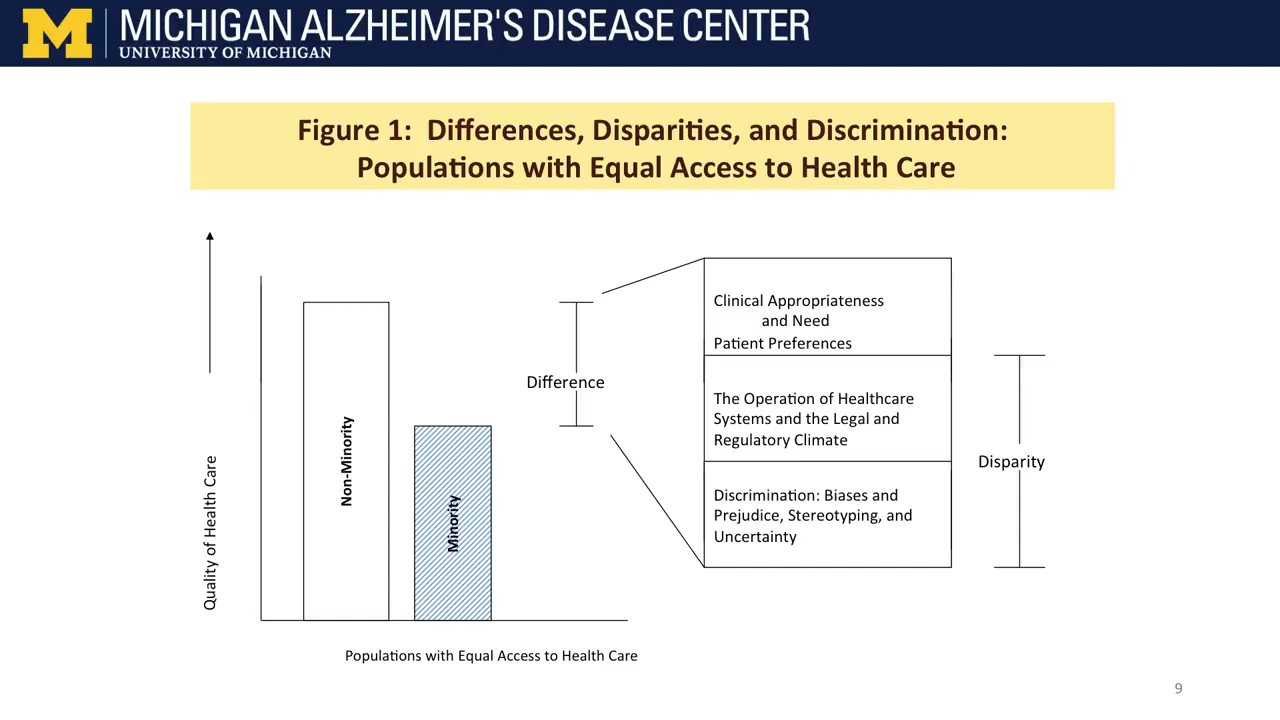 M
MICHIGAN ALZHEIMER'S DISEASE CENTER
UNIVERSITY OF MICHIGAN
Figure 1: Differences, Disparities, and Discrimination:
Populations with Equal Access to Health Care
Quality of Health Care
Non-Minority
Minority
Difference
Clinical Appropriateness
and Need
Patient Preferences
The Operation of Healthcare
Systems and the Legal and
Regulatory Climate
Discrimination: Biases and
Prejudice, Stereotyping, and
Uncertainty
Disparity
Populations with Equal Access to Health Care
9